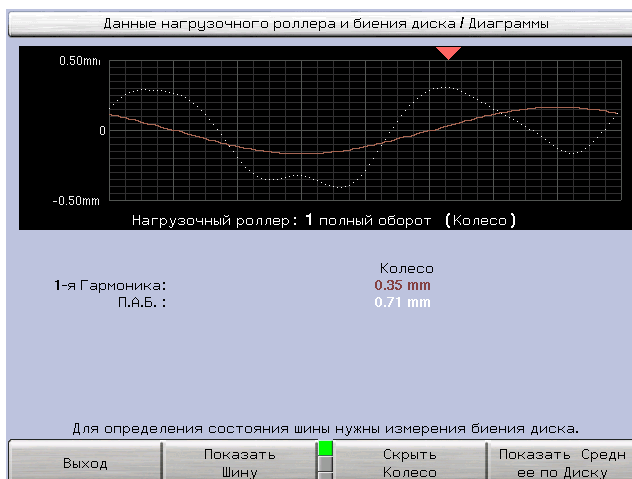 Данные нагрузочного роллера и биения диска / Диаграммы
0.50mm
0
-0.50mm
Нагрузочный роллер: 1 полный оборот (Колесо)
Колесо
1-я Гармоника: 0.35 mm
П.А.Б. : 0.71 mm
Для определения состояния шины нужны измерения биения диска.
Выход
Показать
Шину
Скрыть
Колесо
Показать Средн
ее по Диску